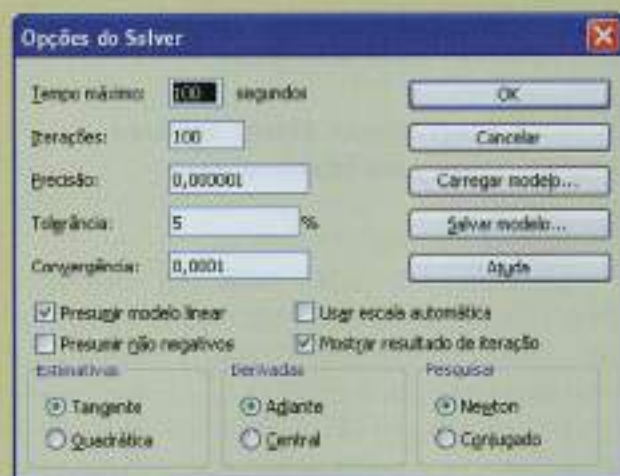 Opções do Solver
Tempo máximo: 100 segundos OK
Iterações: 100 Cancelar
Precisão: 0,000001 Carregar modelo...
Tolerância: 5 % Salvar modelo...
Convergência: 0,0001 Ajuda
Presumir modelo linear Usar escala automática
Presumir não negativos Mostrar resultado de iteração
Estimativas Derivadas Pesquisar
Tangente Adiante Newton
Quadrática Central Conjugado